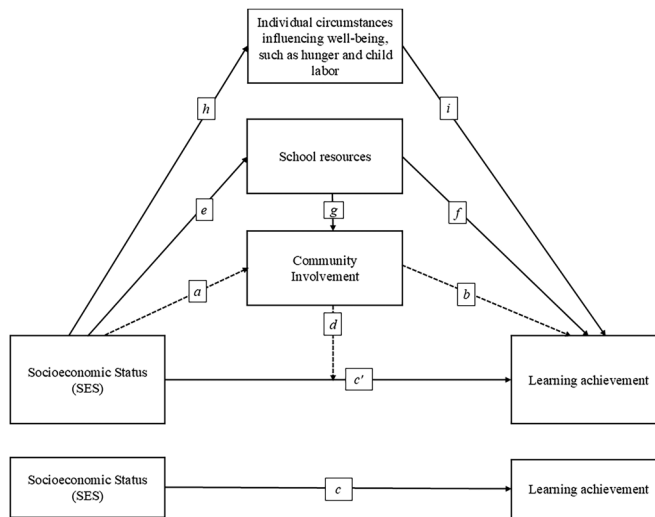 Individual circumstances
influencing well-being,
such as hunger and child
labor
h
i
School resources
e
g
f
Community
Involvement
a
b
d
Socioeconomic Status
(SES)
c'
Learning achievement
Socioeconomic Status
(SES)
c
Learning achievement